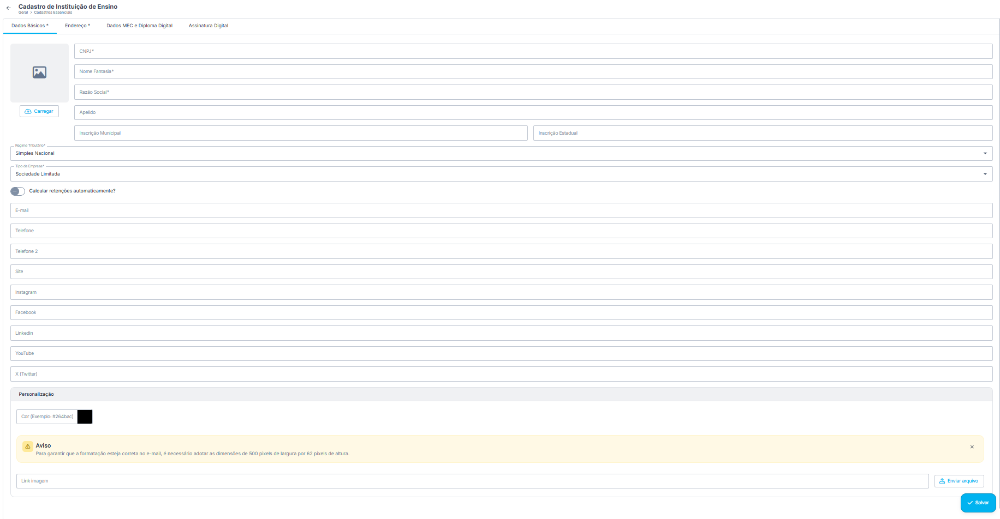 Cadastro de Instituição de Ensino
Geral > Cadastros Essenciais
Dados Básicos * Endereço * Dados MEC e Diploma Digital Assinatura Digital
CNPJ*
Nome Fantasia*
Razão Social*
Carregar
Apelido
Inscrição Municipal Inscrição Estadual
Regime Tributário*
Simples Nacional
Tipo de Empresa*
Sociedade Limitada
Calcular retenções automaticamente?
E-mail
Telefone
Telefone 2
Site
Instagram
Facebook
Linkedin
YouTube
X (Twitter)
Personalização
Cor (Exemplo: #264bac)
Aviso
Para garantir que a formatação esteja correta no e-mail, é necessário adotar as dimensões de 500 pixels de largura por 62 pixels de altura.
Link imagem Enviar arquivo
Salvar